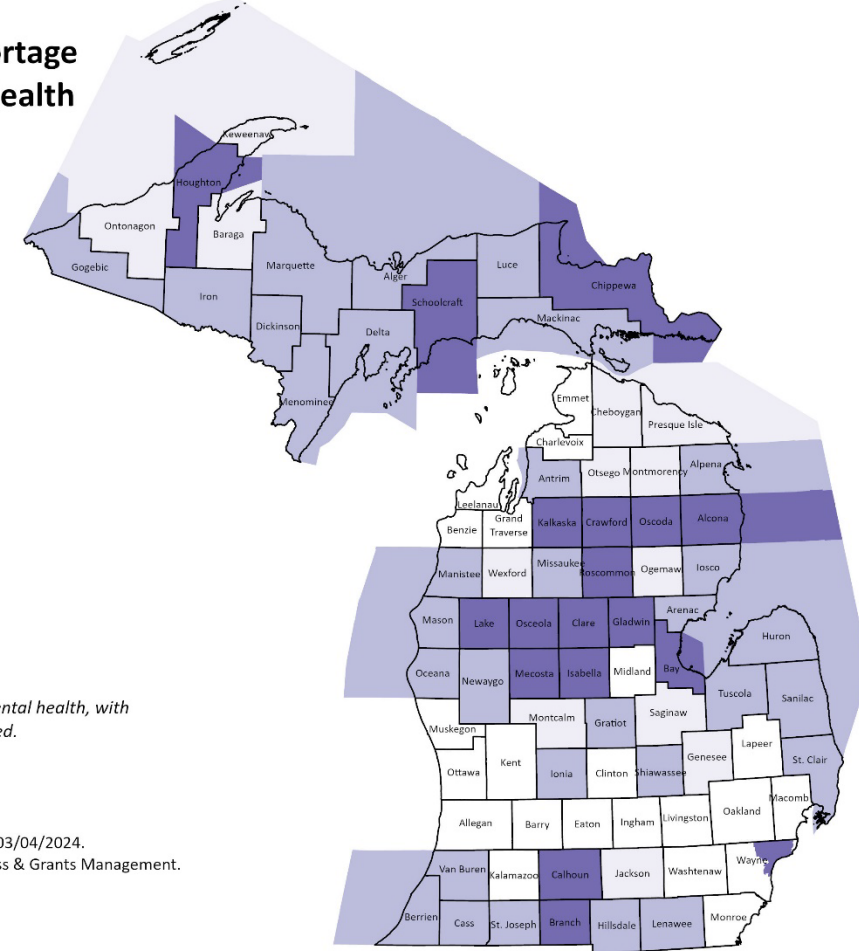 rtage
ealth
Keweenaw
Houghton
Ontonagon
Baraga
Gogebic
Marquette
Luce
Alger
Chippewa
Iron
Schoolcraft
Mackinac
Dickinson
Delta
Menominee
Emmet
Cheboygan
Presque Isle
Charlevoix
Alpena
Otsego
Montmorency
Antrim
Leelanau
Benzie
Grand
Traverse
Kalkaska
Crawford
Oscoda
Alcona
Manistee
Wexford
Missaukee
Roscommon
Ogemaw
Iosco
Arenac
Mason
Lake
Osceola
Clare
Gladwin
Huron
Oceana
Newaygo
Mecosta
Isabella
Midland
Bay
Tuscola
Sanilac
ental health, with
ed.
Muskegon
Montcalm
Gratiot
Saginaw
Lapeer
Genesee
St. Clair
Ottawa
Kent
Ionia
Clinton
Shiawassee
Macomb
Oakland
Allegan
Barry
Eaton
Ingham
Livingston
03/04/2024.
ss & Grants Management.
Van Buren
Kalamazoo
Calhoun
Jackson
Washtenaw
Wayne
Berrien
Cass
St. Joseph
Branch
Hillsdale
Lenawee
Monroe